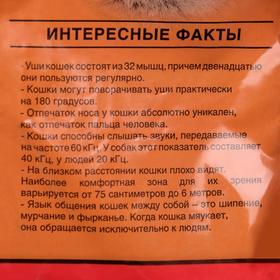 ИНТЕРЕСНЫЕ ФАКТЫ
- Уши кошек состоят из 32 мышц, причем двенадцатью
они пользуются регулярно.
- Кошки могут поворачивать уши практически
на 180 градусов.
- Отпечаток носа у кошки абсолютно уникален,
как отпечаток пальца человека.
- Кошки способны слышать звуки, передаваемые
на частоте 60 кГц. У собак этот показатель составляет
40 кГц, у людей 20 кГц.
- На близком расстоянии кошки плохо видят.
Наиболее комфортная зона для их зрения
варьируется от 75 сантиметров до 6 метров.
- Язык общения кошек между собой – это шипение,
мурчание и фырканье. Когда кошка мяукает,
она обращается исключительно к людям.